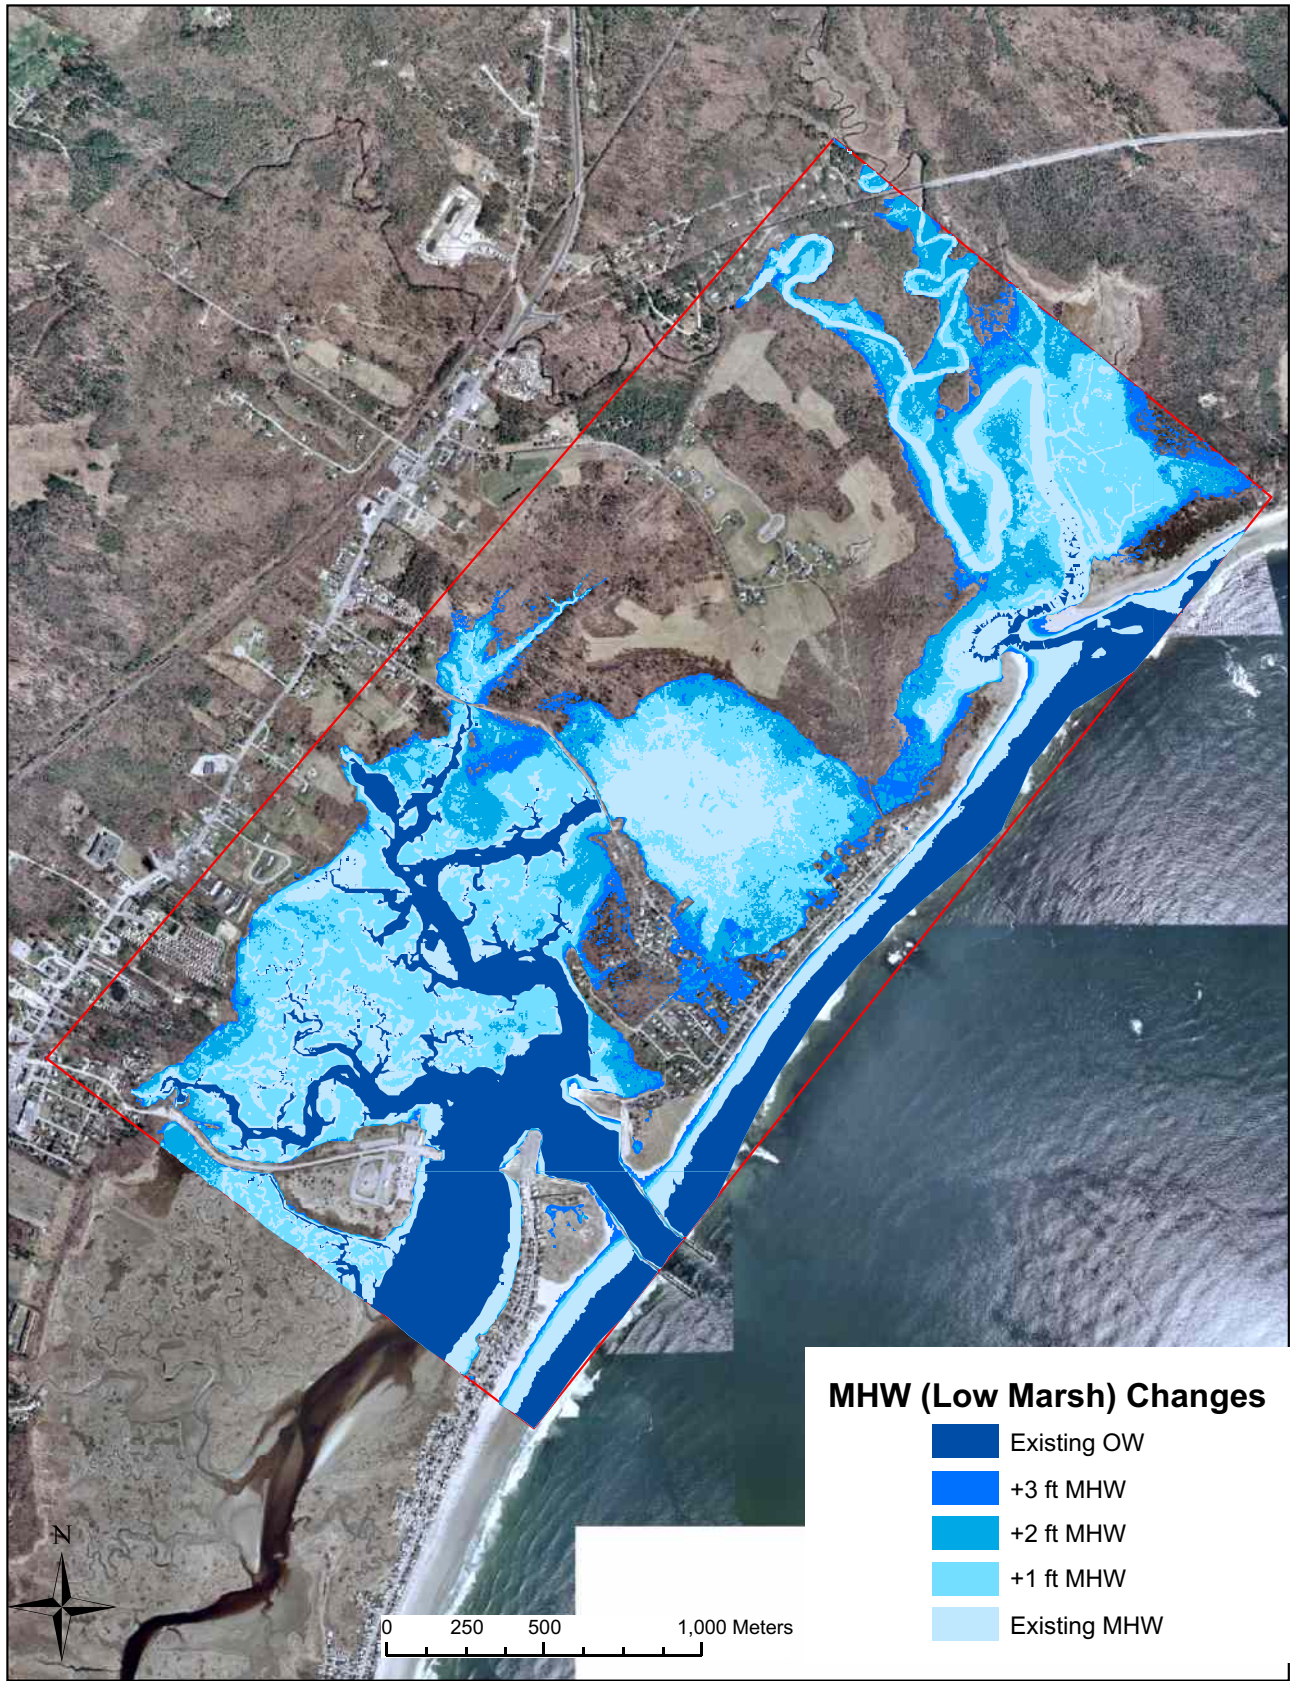 MHW (Low Marsh) Changes
Existing OW
+3 ft MHW
+2 ft MHW
+1 ft MHW
Existing MHW
N
0 250 500 1,000 Meters